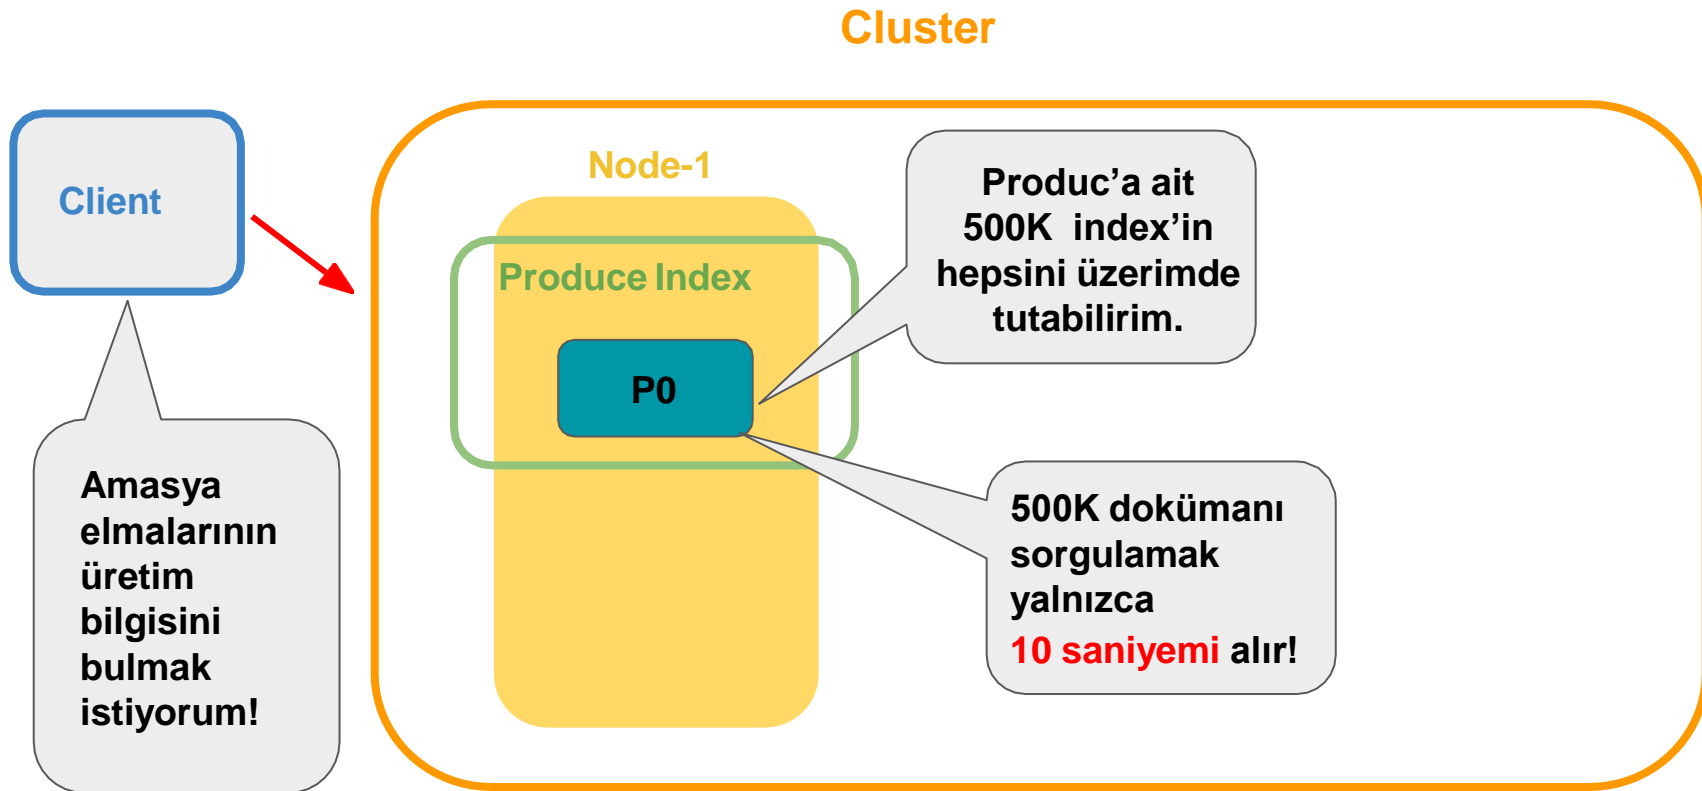 Cluster
Client
Node-1
Produce Index
P0
Produc’a ait
500K index’in
hepsini üzerimde
tutabilirim.
500K dokümanı
sorgulamak
yalnızca
10 saniyemi alır!
Amasya
elmalarının
üretim
bilgisini
bulmak
istiyorum!